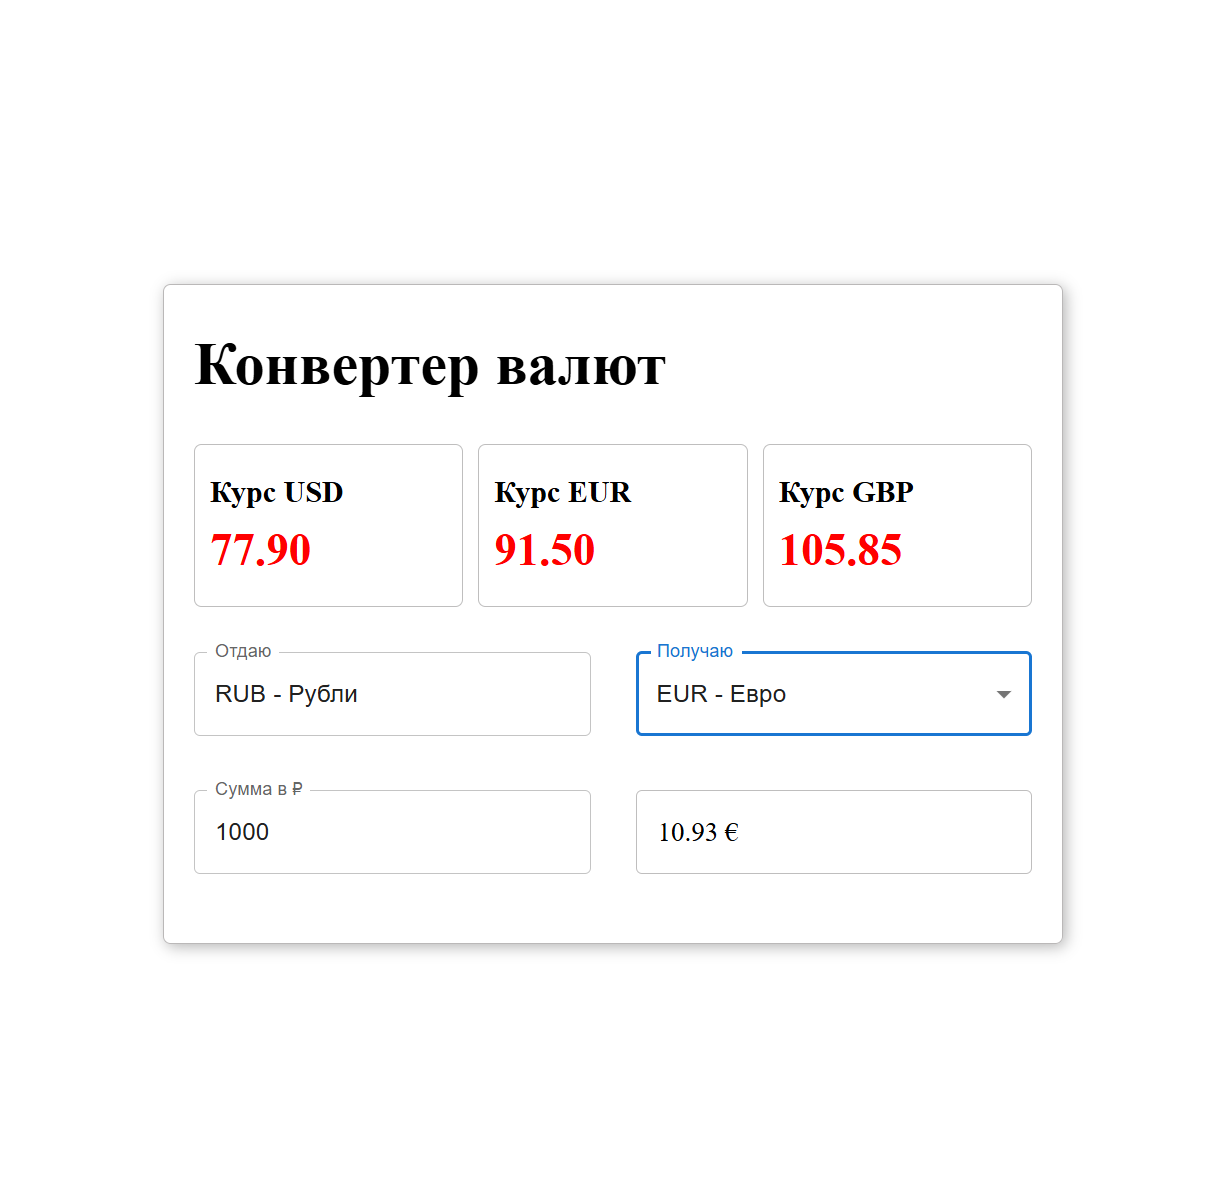 Конвертер валют
Курс USD
77.90
Курс EUR
91.50
Курс GBP
105.85
Отдаю
RUB - Рубли
Получаю
EUR - Евро
Сумма в ₽
1000
10.93 €